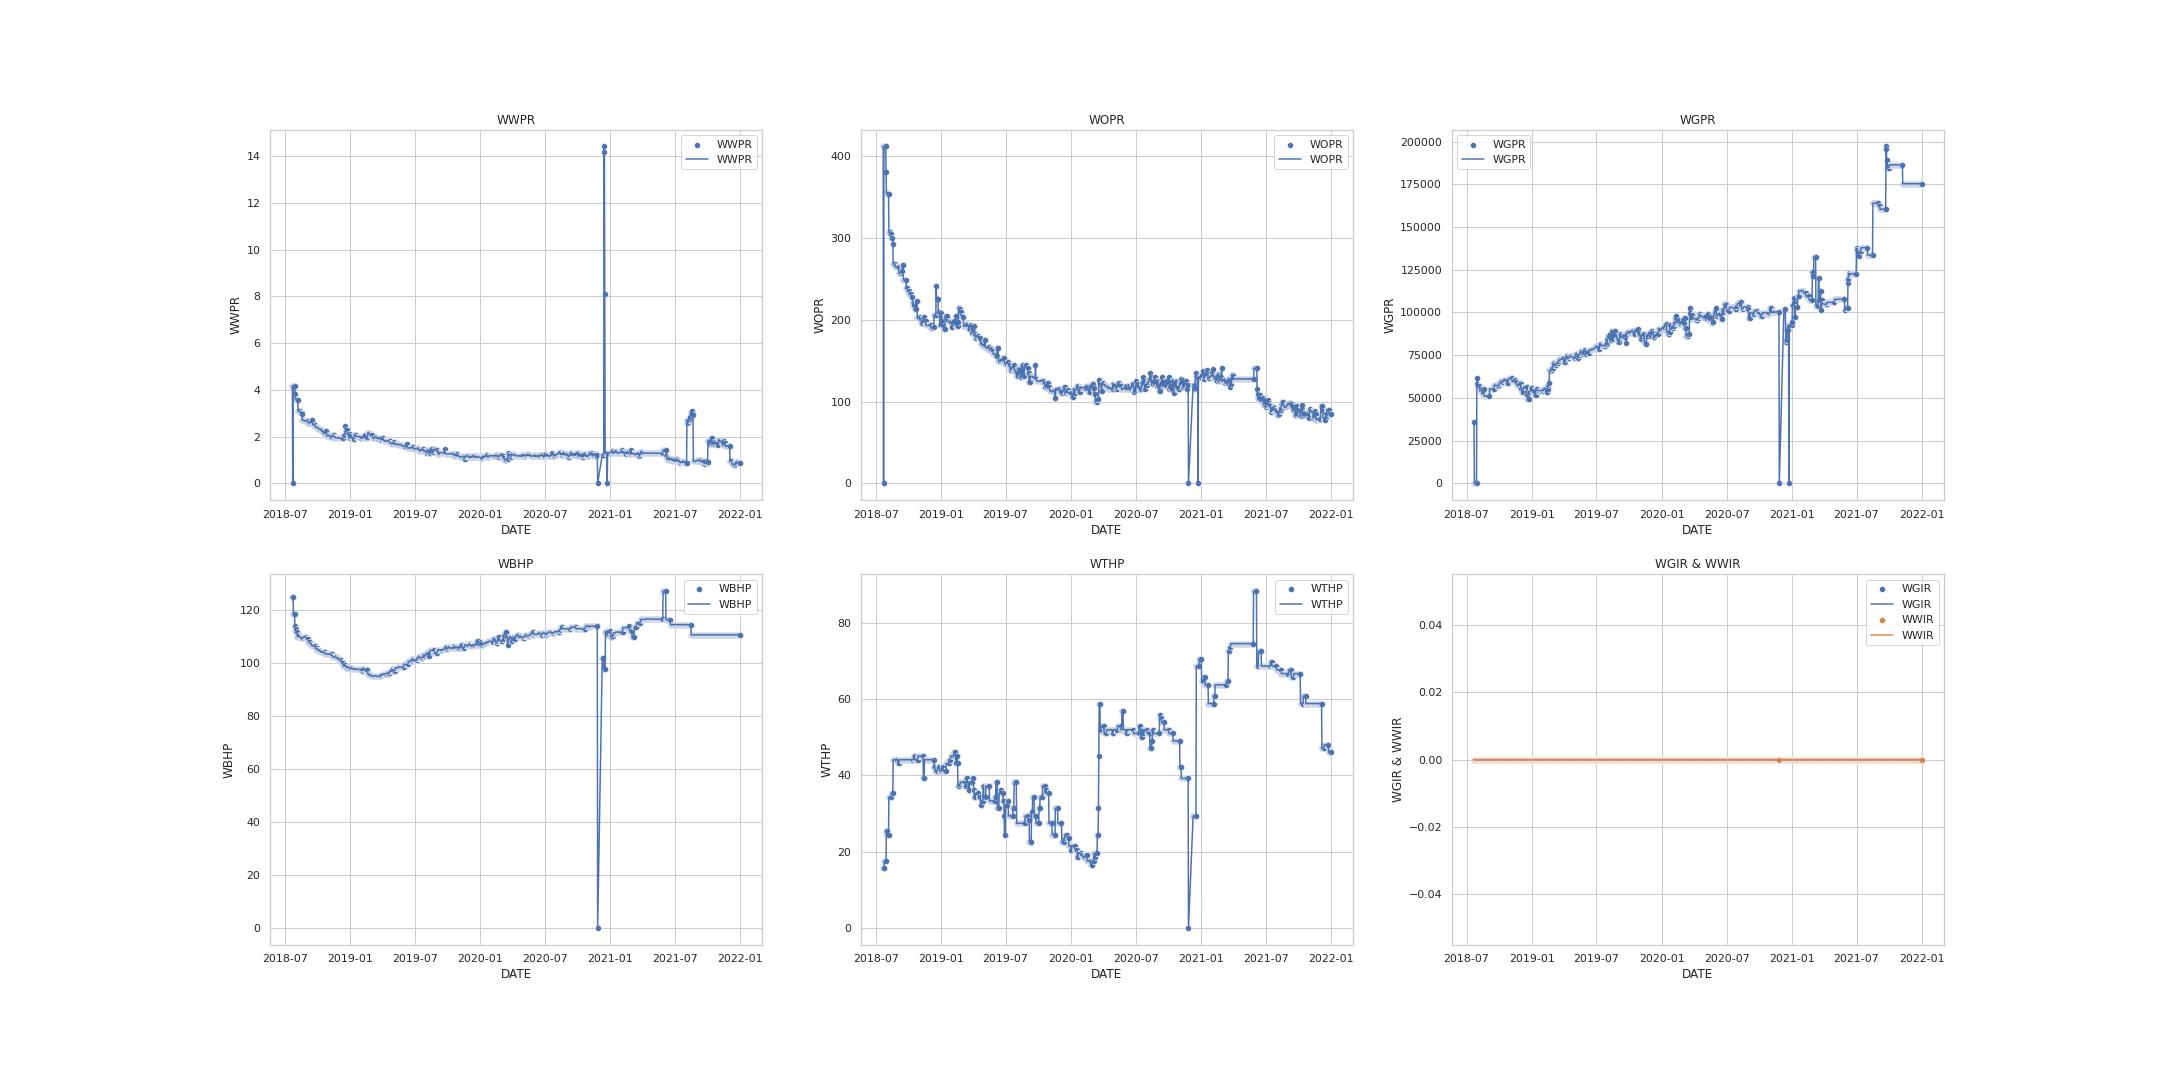 WWPR
WWPR
WWPR
14
12
10
8
6
4
2
0
WWPR
2018-07 2019-01 2019-07 2020-01 2020-07 2021-01 2021-07 2022-01
DATE
WOPR
WOPR
WOPR
400
300
200
100
0
WOPR
2018-07 2019-01 2019-07 2020-01 2020-07 2021-01 2021-07 2022-01
DATE
WGPR
WGPR
WGPR
200000
175000
150000
125000
100000
75000
50000
25000
0
WGPR
2018-07 2019-01 2019-07 2020-01 2020-07 2021-01 2021-07 2022-01
DATE
WBHP
WBHP
WBHP
120
100
80
60
40
20
0
WBHP
2018-07 2019-01 2019-07 2020-01 2020-07 2021-01 2021-07 2022-01
DATE
WTHP
WTHP
WTHP
80
60
40
20
0
WTHP
2018-07 2019-01 2019-07 2020-01 2020-07 2021-01 2021-07 2022-01
DATE
WGIR & WWIR
WGIR
WGIR
WWIR
WWIR
0.04
0.02
0.00
−0.02
−0.04
WGIR & WWIR
2018-07 2019-01 2019-07 2020-01 2020-07 2021-01 2021-07 2022-01
DATE